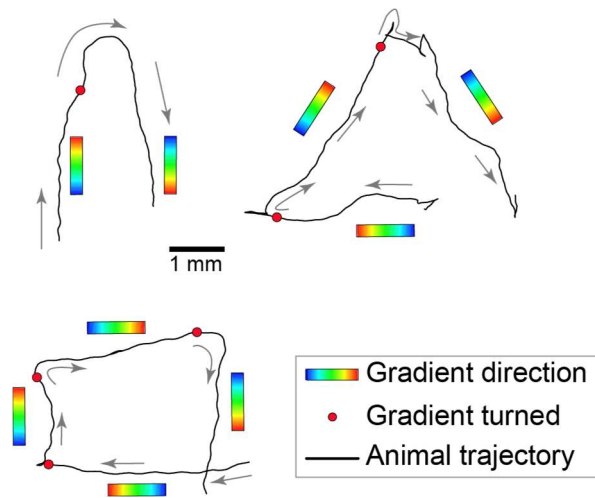 1 mm
Gradient direction
Gradient turned
Animal trajectory